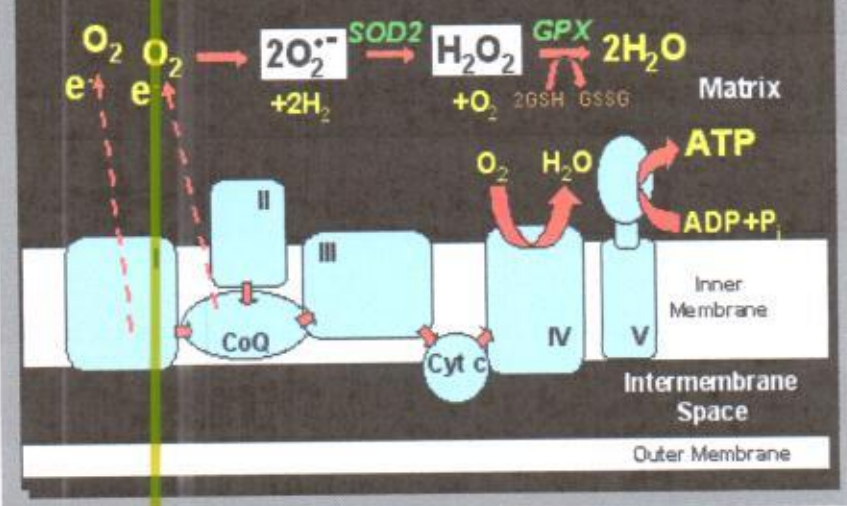 O₂ O₂ 2O₂•⁻ SOD2 H₂O₂ GPX 2H₂O
e⁻ e⁻ +2H₂ +O₂ 2GSH GSSG Matrix
O₂ H₂O ATP
ADP+Pᵢ
II
I III
Inner
Membrane
CoQ IV V
Cyt c
Intermembrane
Space
Outer Membrane